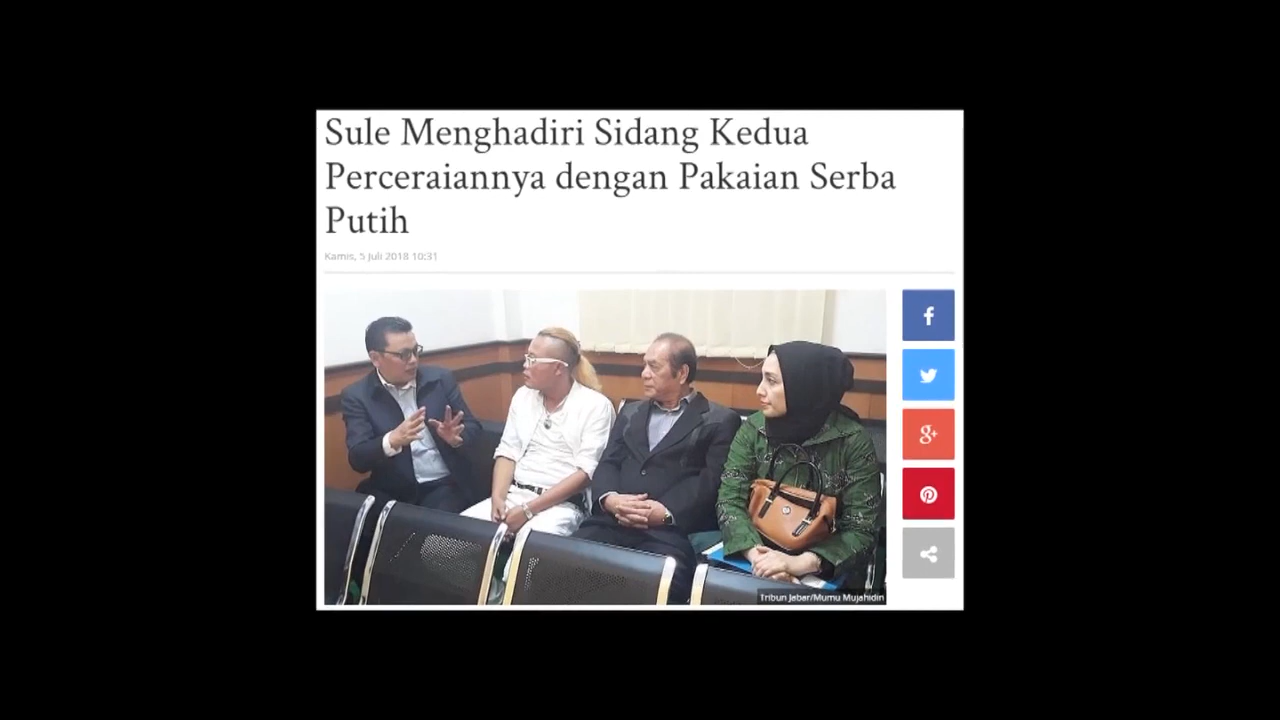 Sule Menghadiri Sidang Kedua
Perceraiannya dengan Pakaian Serba
Putih
Kamis, 5 Juli 2018 10:31
f
g+
Tribun Jabar/Mumu Mujahidin